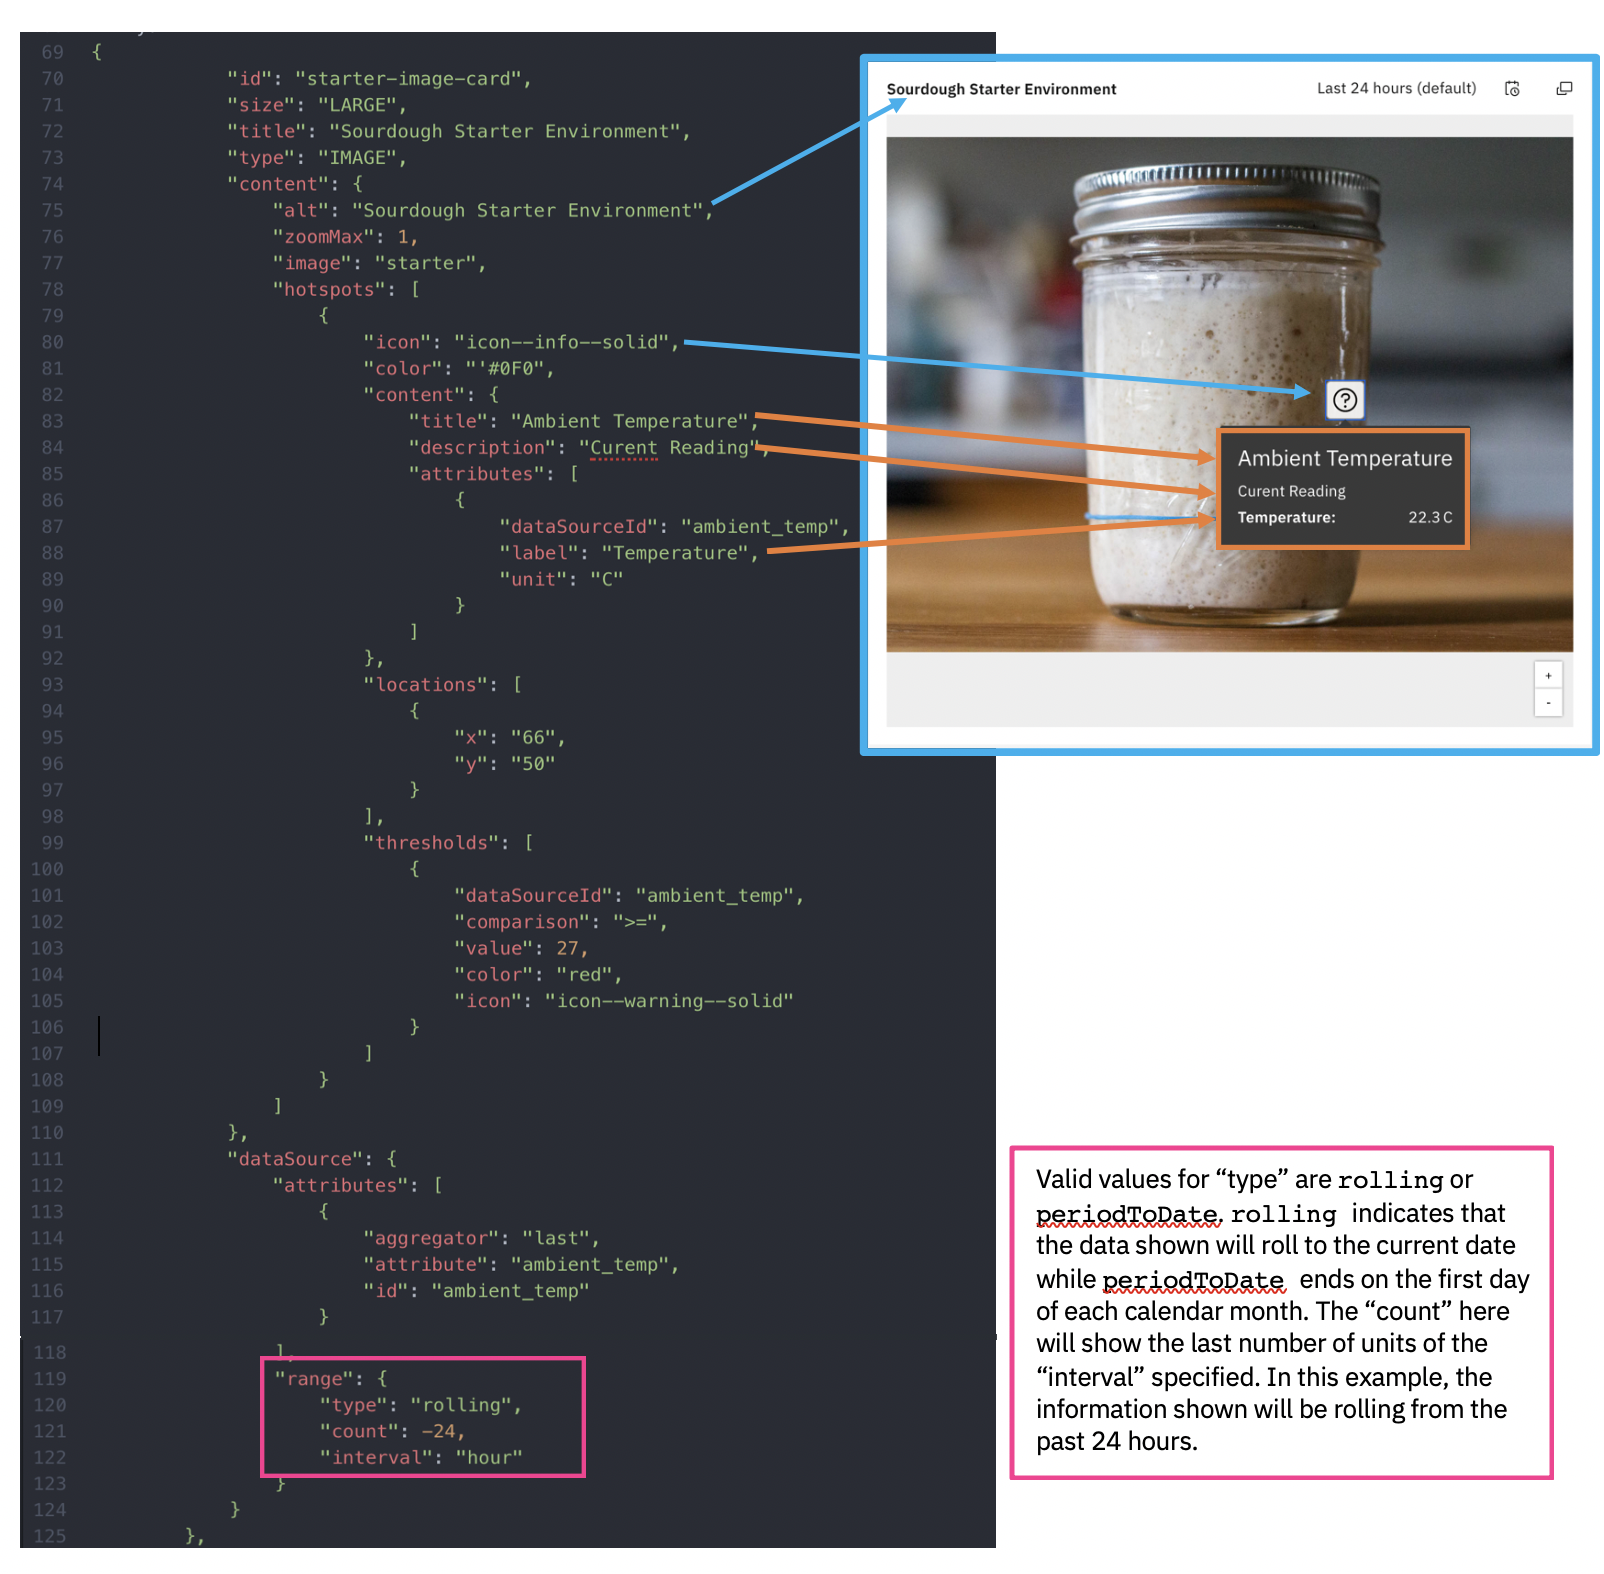 69 {
70 "id": "starter-image-card",
71 "size": "LARGE",
72 "title": "Sourdough Starter Environment",
73 "type": "IMAGE",
74 "content": {
75 "alt": "Sourdough Starter Environment",
76 "zoomMax": 1,
77 "image": "starter",
78 "hotspots": [
79 {
80 "icon": "icon--info--solid",
81 "color": "'#0F0",
82 "content": {
83 "title": "Ambient Temperature",
84 "description": "Curent Reading",
85 "attributes": [
86 {
87 "dataSourceId": "ambient_temp",
88 "label": "Temperature",
89 "unit": "C"
90 }
91 ]
92 },
93 "locations": [
94 {
95 "x": "66",
96 "y": "50"
97 }
98 ],
99 "thresholds": [
100 {
101 "dataSourceId": "ambient_temp",
102 "comparison": ">=",
103 "value": 27,
104 "color": "red",
105 "icon": "icon--warning--solid"
106 }
107 ]
108 }
109 ]
110 },
111 "dataSource": {
112 "attributes": [
113 {
114 "aggregator": "last",
115 "attribute": "ambient_temp",
116 "id": "ambient_temp"
117 }
118 ],
119 "range": {
120 "type": "rolling",
121 "count": -24,
122 "interval": "hour"
123 }
124 }
125 },
Sourdough Starter Environment
Last 24 hours (default)
?
Ambient Temperature
Curent Reading
Temperature: 22.3 C
+
-
Valid values for “type” are rolling or
periodToDate. rolling indicates that
the data shown will roll to the current date
while periodToDate ends on the first day
of each calendar month. The “count” here
will show the last number of units of the
“interval” specified. In this example, the
information shown will be rolling from the
past 24 hours.